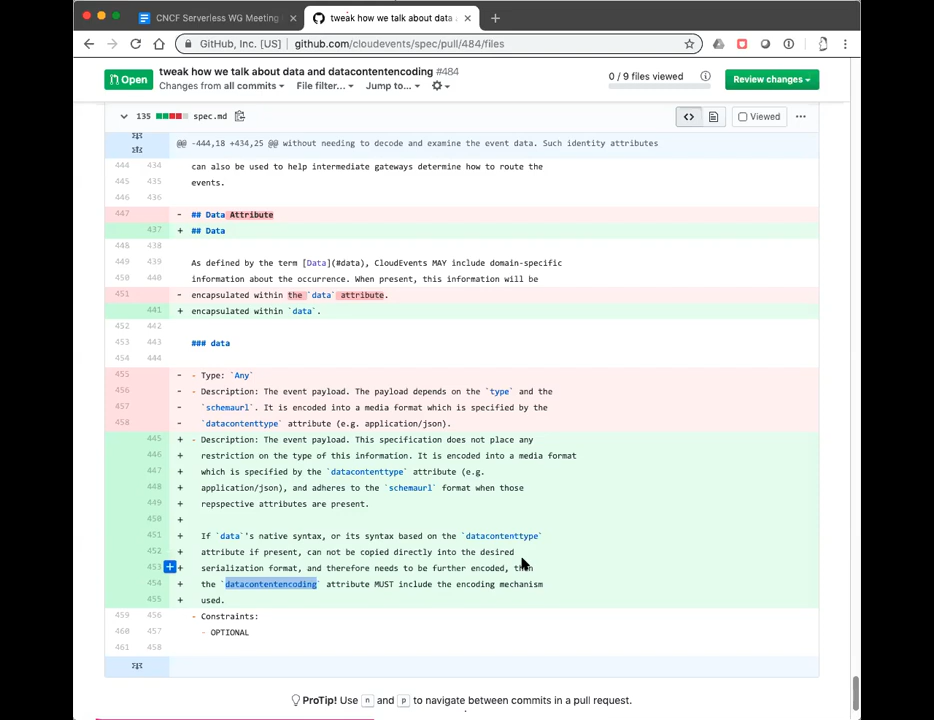 CNCF Serverless WG Meeting
tweak how we talk about data
GitHub, Inc. [US] | github.com/cloudevents/spec/pull/484/files
Open
tweak how we talk about data and datacontentencoding #484
Changes from all commits
File filter...
Jump to...
0 / 9 files viewed
Review changes
135
spec.md
Viewed
@@ -444,18 +434,25 @@ without needing to decode and examine the event data. Such identity attributes
444 434 can also be used to help intermediate gateways determine how to route the
445 435 events.
446 436
447 - ## Data Attribute
437 + ## Data
448 438
449 439 As defined by the term [Data](#data), CloudEvents MAY include domain-specific
450 440 information about the occurrence. When present, this information will be
451 - encapsulated within the `data` attribute.
441 + encapsulated within `data`.
452 442
453 443 ### data
454 444
455 - - Type: `Any`
456 - - Description: The event payload. The payload depends on the `type` and the
457 - `schemaurl`. It is encoded into a media format which is specified by the
458 - `datacontenttype` attribute (e.g. application/json).
445 + - Description: The event payload. This specification does not place any
446 + restriction on the type of this information. It is encoded into a media format
447 + which is specified by the `datacontenttype` attribute (e.g.
448 + application/json), and adheres to the `schemaurl` format when those
449 + repspective attributes are present.
450 +
451 + If `data`'s native syntax, or its syntax based on the `datacontenttype`
452 + attribute if present, can not be copied directly into the desired
453 + serialization format, and therefore needs to be further encoded, then
454 + the `datacontentencoding` attribute MUST include the encoding mechanism
455 + used.
459 456 - Constraints:
460 457 - OPTIONAL
461 458
ProTip! Use n and p to navigate between commits in a pull request.